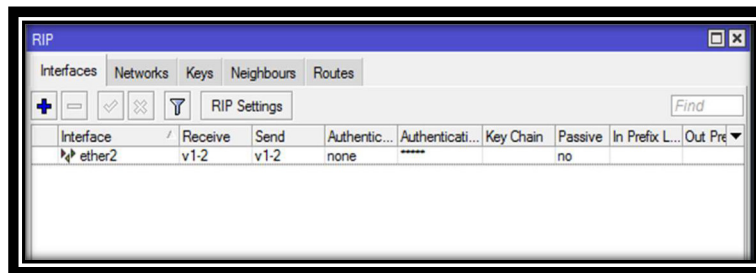 RIP
Interfaces Networks Keys Neighbours Routes
RIP Settings Find
Interface Receive Send Authentic... Authenticati... Key Chain Passive In Prefix L... Out Pre
ether2 v1-2 v1-2 none ***** no